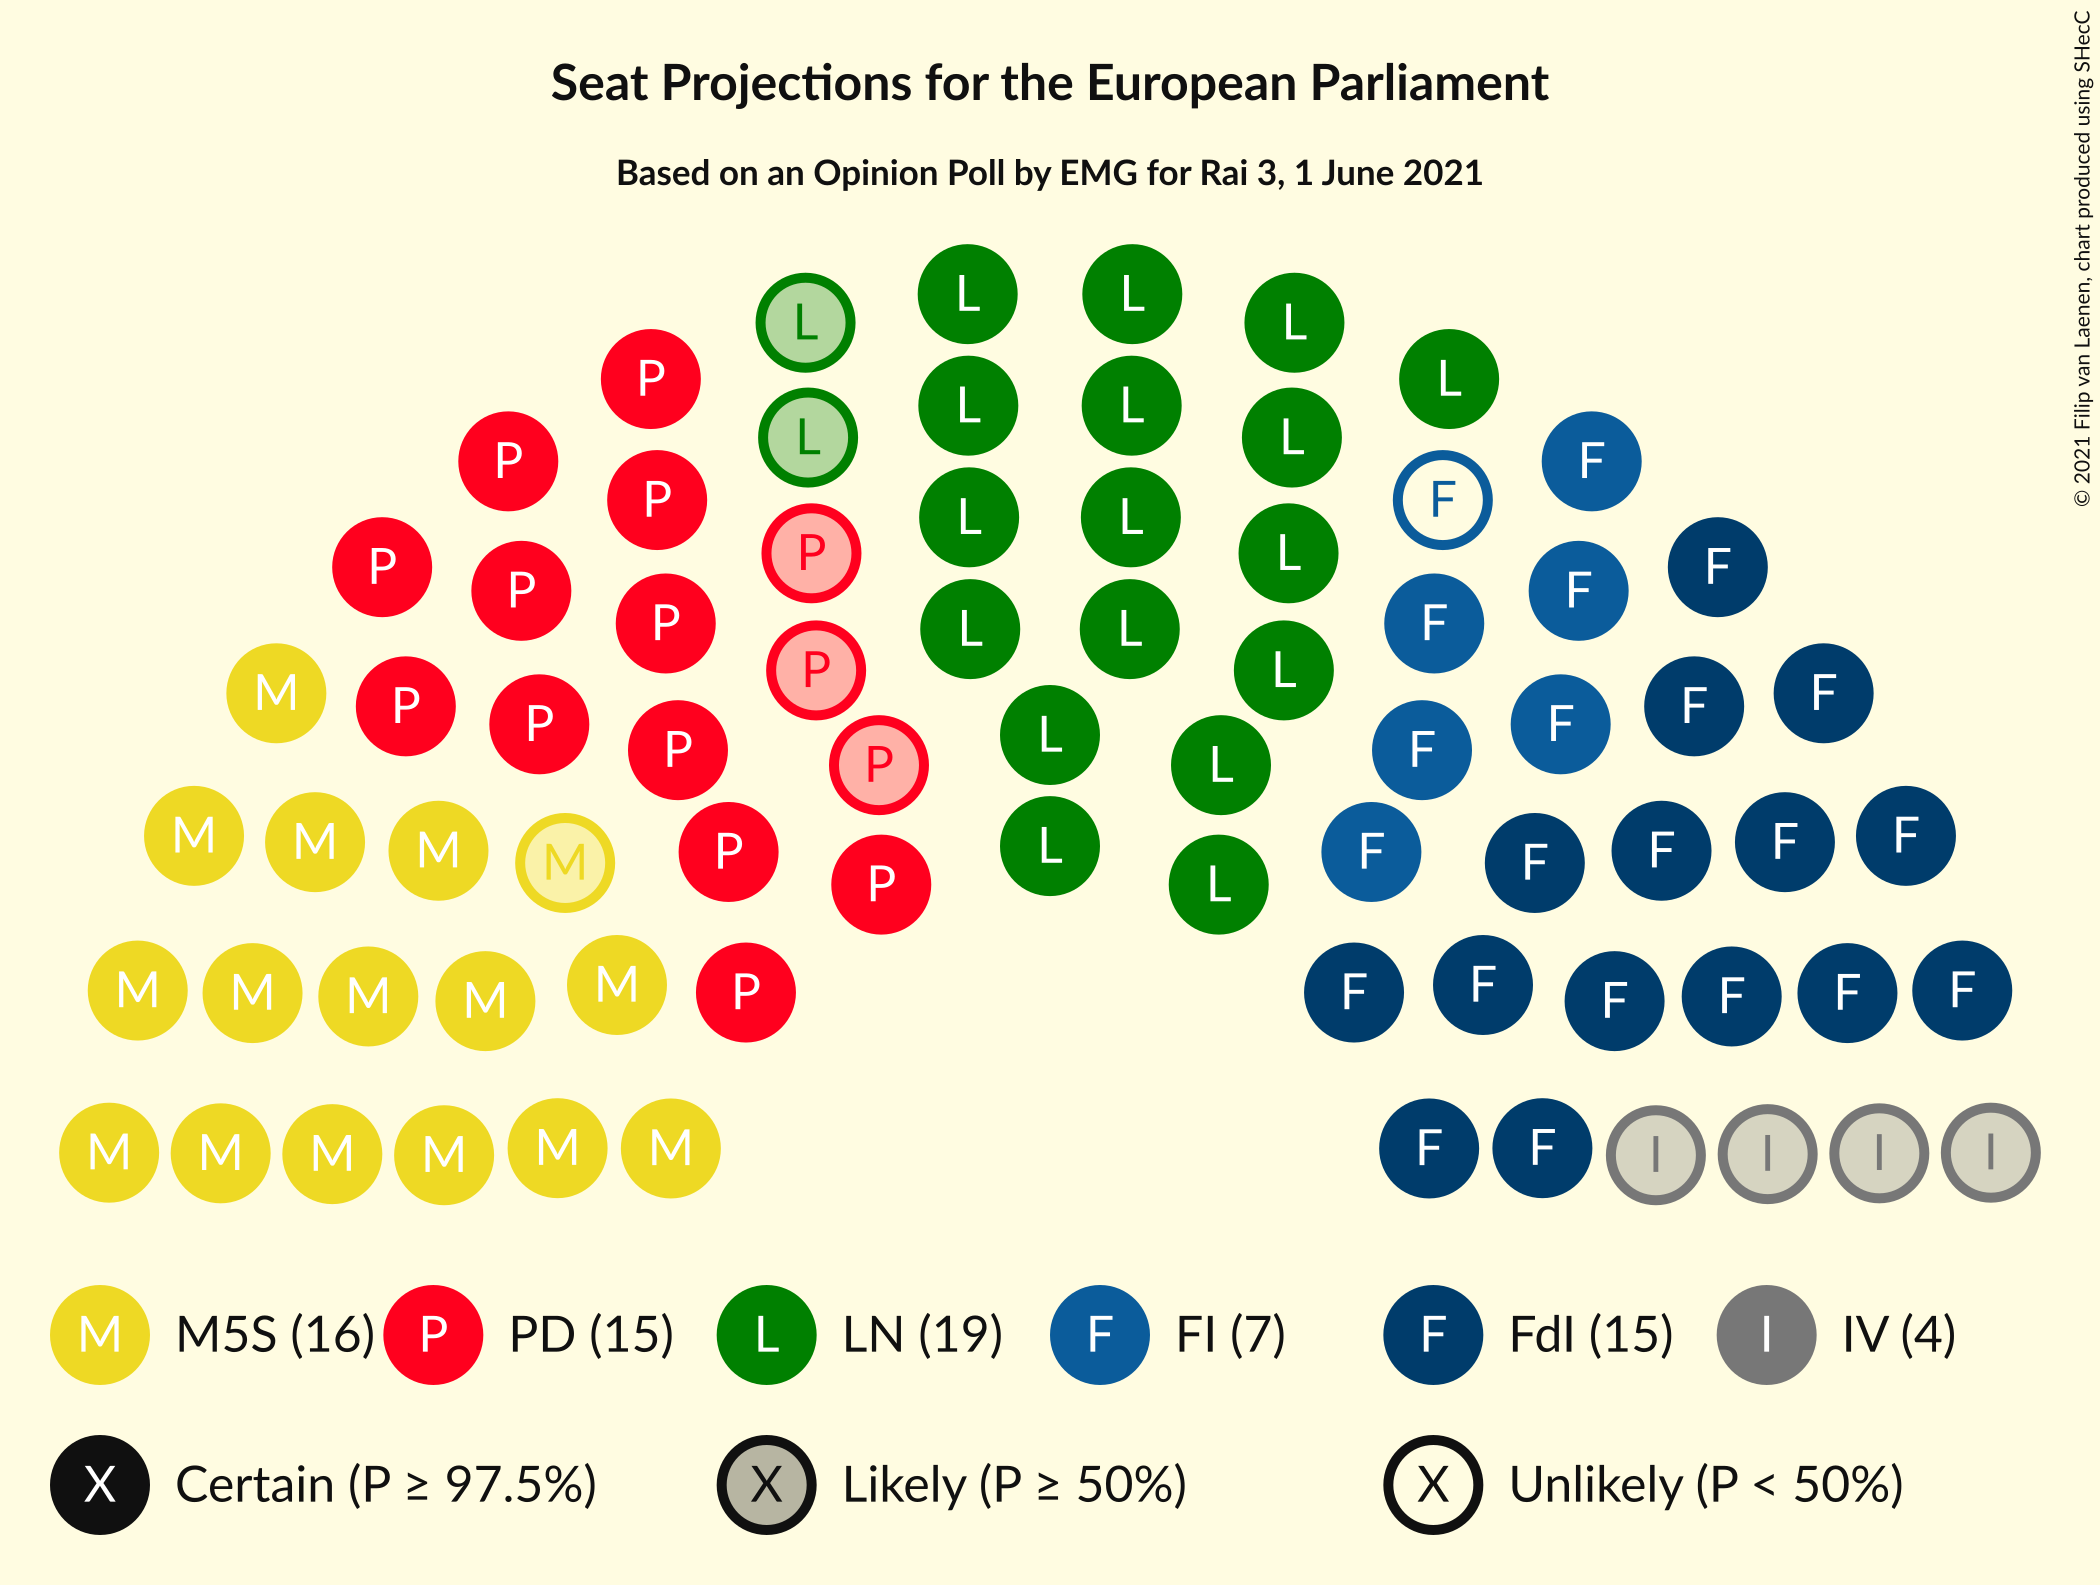 Seat Projections for the European Parliament
Based on an Opinion Poll by EMG for Rai 3, 1 June 2021
© 2021 Filip van Laenen, chart produced using SHecC
L L
L L
P L
L L
L L
P F
P F
L L L
P F
L L
P F
P F
P L L
P F
L L
P L
M F
P F
P F
L
P F
P L
M F
M F
M F
P F
L
M F
P L
M M F F
M M F F
M M F F
P F
M M F F
M M F F
M M M M I I I I
M5S (16) PD (15) LN (19) FI (7) FdI (15) IV (4)
M P L F F I
X Certain (P ≥ 97.5%) X Likely (P ≥ 50%) X Unlikely (P < 50%)